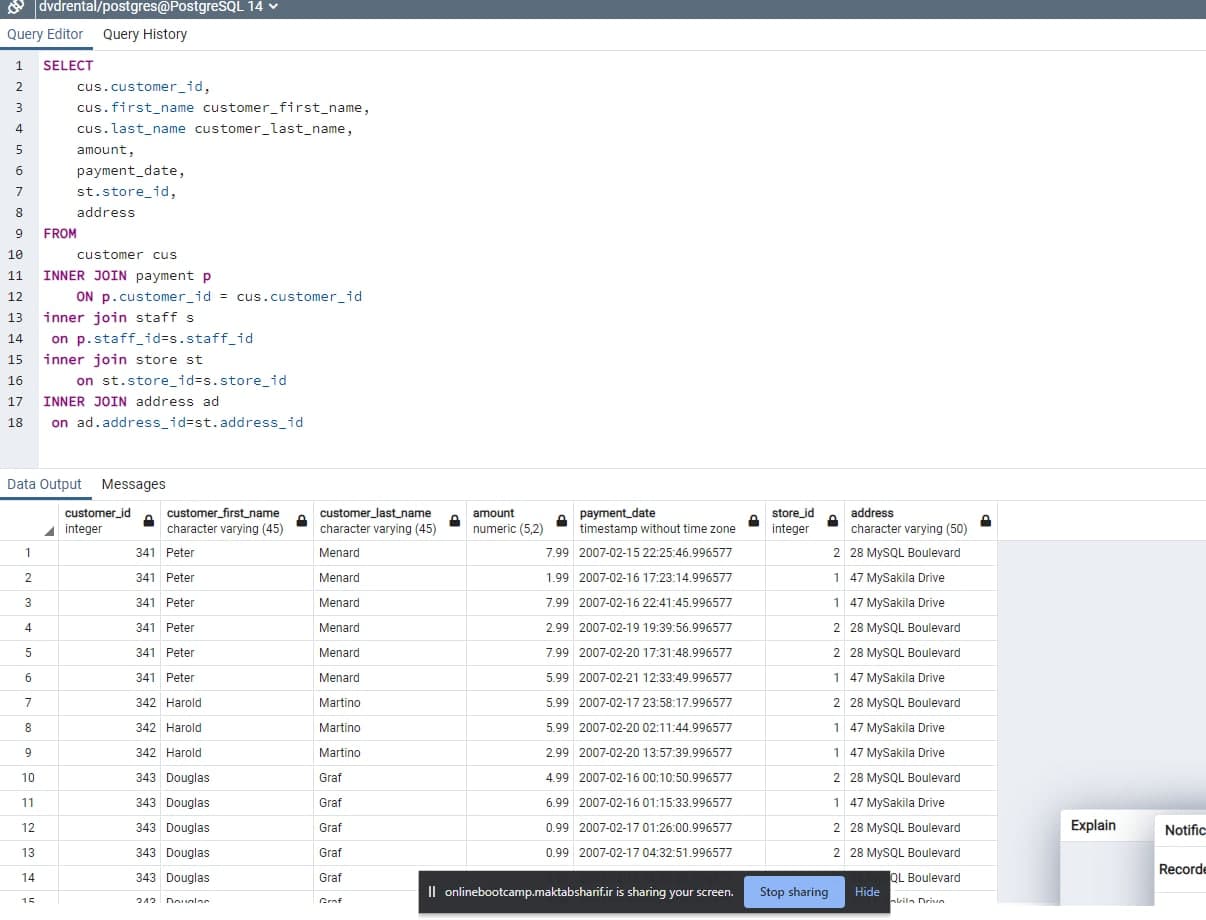 dvdrental/postgres@PostgreSQL 14
Query Editor Query History
1 SELECT
2 cus.customer_id,
3 cus.first_name customer_first_name,
4 cus.last_name customer_last_name,
5 amount,
6 payment_date,
7 st.store_id,
8 address
9 FROM
10 customer cus
11 INNER JOIN payment p
12 ON p.customer_id = cus.customer_id
13 inner join staff s
14 on p.staff_id=s.staff_id
15 inner join store st
16 on st.store_id=s.store_id
17 INNER JOIN address ad
18 on ad.address_id=st.address_id
Data Output Messages
customer_id customer_first_name customer_last_name amount payment_date store_id address
integer character varying (45) character varying (45) numeric (5,2) timestamp without time zone integer character varying (50)
1 341 Peter Menard 7.99 2007-02-15 22:25:46.996577 2 28 MySQL Boulevard
2 341 Peter Menard 1.99 2007-02-16 17:23:14.996577 1 47 MySakila Drive
3 341 Peter Menard 7.99 2007-02-16 22:41:45.996577 1 47 MySakila Drive
4 341 Peter Menard 2.99 2007-02-19 19:39:56.996577 2 28 MySQL Boulevard
5 341 Peter Menard 7.99 2007-02-20 17:31:48.996577 2 28 MySQL Boulevard
6 341 Peter Menard 5.99 2007-02-21 12:33:49.996577 1 47 MySakila Drive
7 342 Harold Martino 5.99 2007-02-17 23:58:17.996577 2 28 MySQL Boulevard
8 342 Harold Martino 5.99 2007-02-20 02:11:44.996577 1 47 MySakila Drive
9 342 Harold Martino 2.99 2007-02-20 13:57:39.996577 1 47 MySakila Drive
10 343 Douglas Graf 4.99 2007-02-16 00:10:50.996577 2 28 MySQL Boulevard
11 343 Douglas Graf 6.99 2007-02-16 01:15:33.996577 1 47 MySakila Drive
12 343 Douglas Graf 0.99 2007-02-17 01:26:00.996577 2 28 MySQL Boulevard
13 343 Douglas Graf 0.99 2007-02-17 04:32:51.996577 2 28 MySQL Boulevard
14 343 Douglas Graf QL Boulevard
15 343 Douglas Graf Drive
Explain
Notific
Recorde
onlinebootcamp.maktabsharif.ir is sharing your screen. Stop sharing Hide